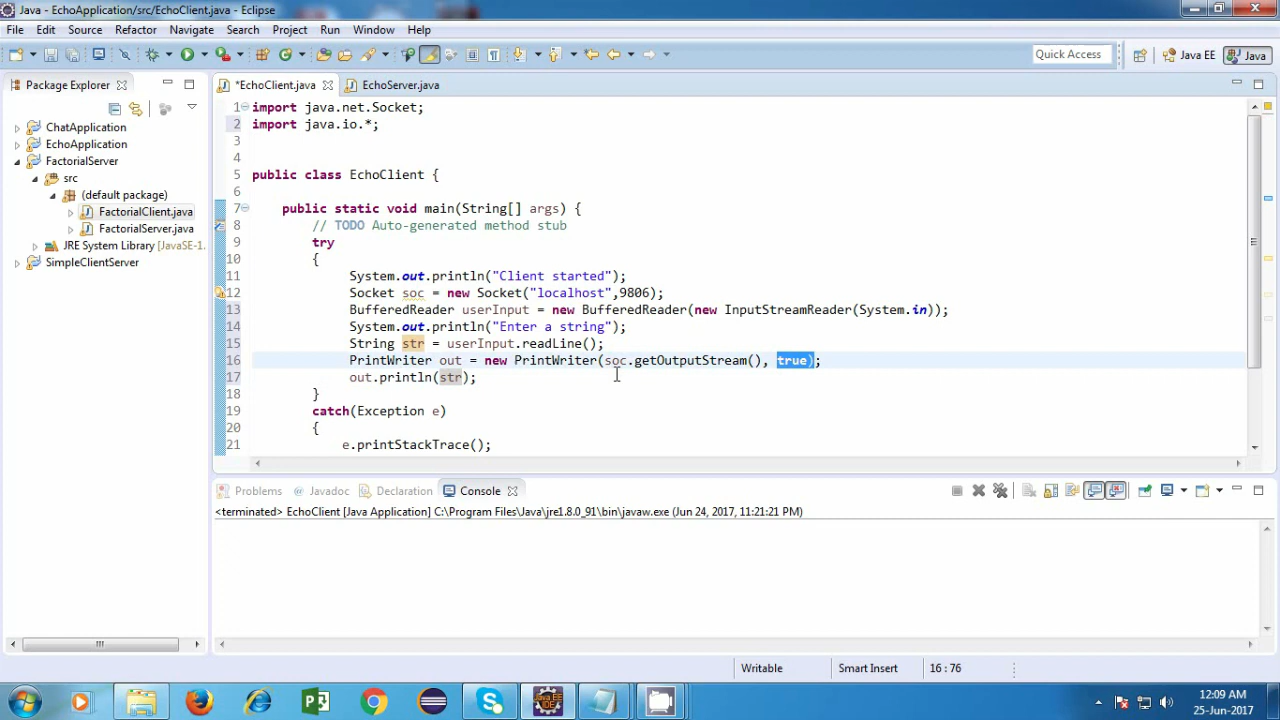 Java - EchoApplication/src/EchoClient.java - Eclipse
File Edit Source Refactor Navigate Search Project Run Window Help
Quick Access
Java EE
Java
Package Explorer
ChatApplication
EchoApplication
FactorialServer
src
(default package)
FactorialClient.java
FactorialServer.java
JRE System Library [JavaSE-1.
SimpleClientServer
*EchoClient.java
EchoServer.java
1 import java.net.Socket;
2 import java.io.*;
3
4
5 public class EchoClient {
6
7 public static void main(String[] args) {
8 // TODO Auto-generated method stub
9 try
10 {
11 System.out.println("Client started");
12 Socket soc = new Socket("localhost",9806);
13 BufferedReader userInput = new BufferedReader(new InputStreamReader(System.in));
14 System.out.println("Enter a string");
15 String str = userInput.readLine();
16 PrintWriter out = new PrintWriter(soc.getOutputStream(), true);
17 out.println(str);
18 }
19 catch(Exception e)
20 {
21 e.printStackTrace();
Problems
@ Javadoc
Declaration
Console
<terminated> EchoClient [Java Application] C:\Program Files\Java\jre1.8.0_91\bin\javaw.exe (Jun 24, 2017, 11:21:21 PM)
Writable
Smart Insert
16 : 76
12:09 AM
25-Jun-2017